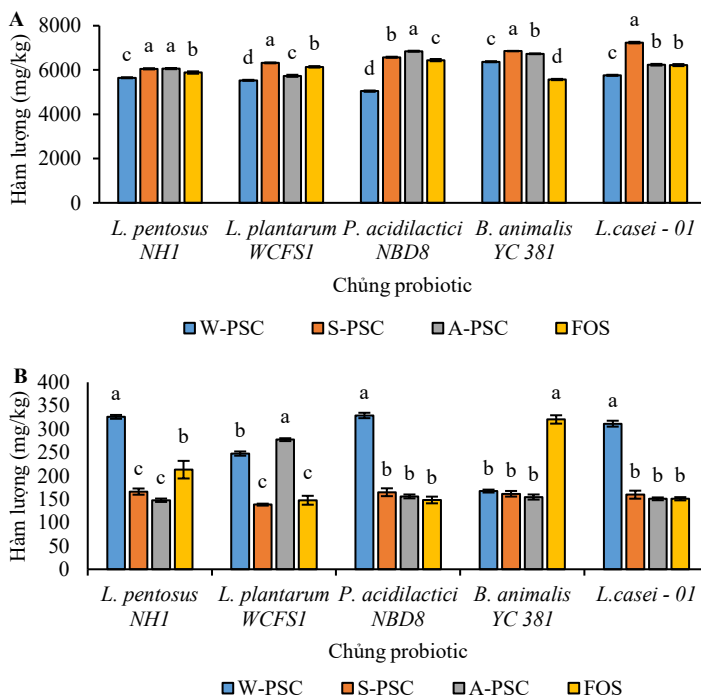 A
Hàm lượng (mg/kg)
8000
6000
4000
2000
0
c a a b
d a c b
d b a b
c a b d
c a b b
L. pentosus NH1
L. plantarum WCFS1
P. acidilactici NBD8
B. animalis YC 381
L.casei - 01
Chủng probiotic
W-PSC S-PSC A-PSC FOS
B
Hàm lượng (mg/kg)
400
350
300
250
200
150
100
50
0
a c c b
b c a c
a b b b
b b b a
a b b b
L. pentosus NH1
L. plantarum WCFS1
P. acidilactici NBD8
B. animalis YC 381
L.casei - 01
Chủng probiotic
W-PSC S-PSC A-PSC FOS